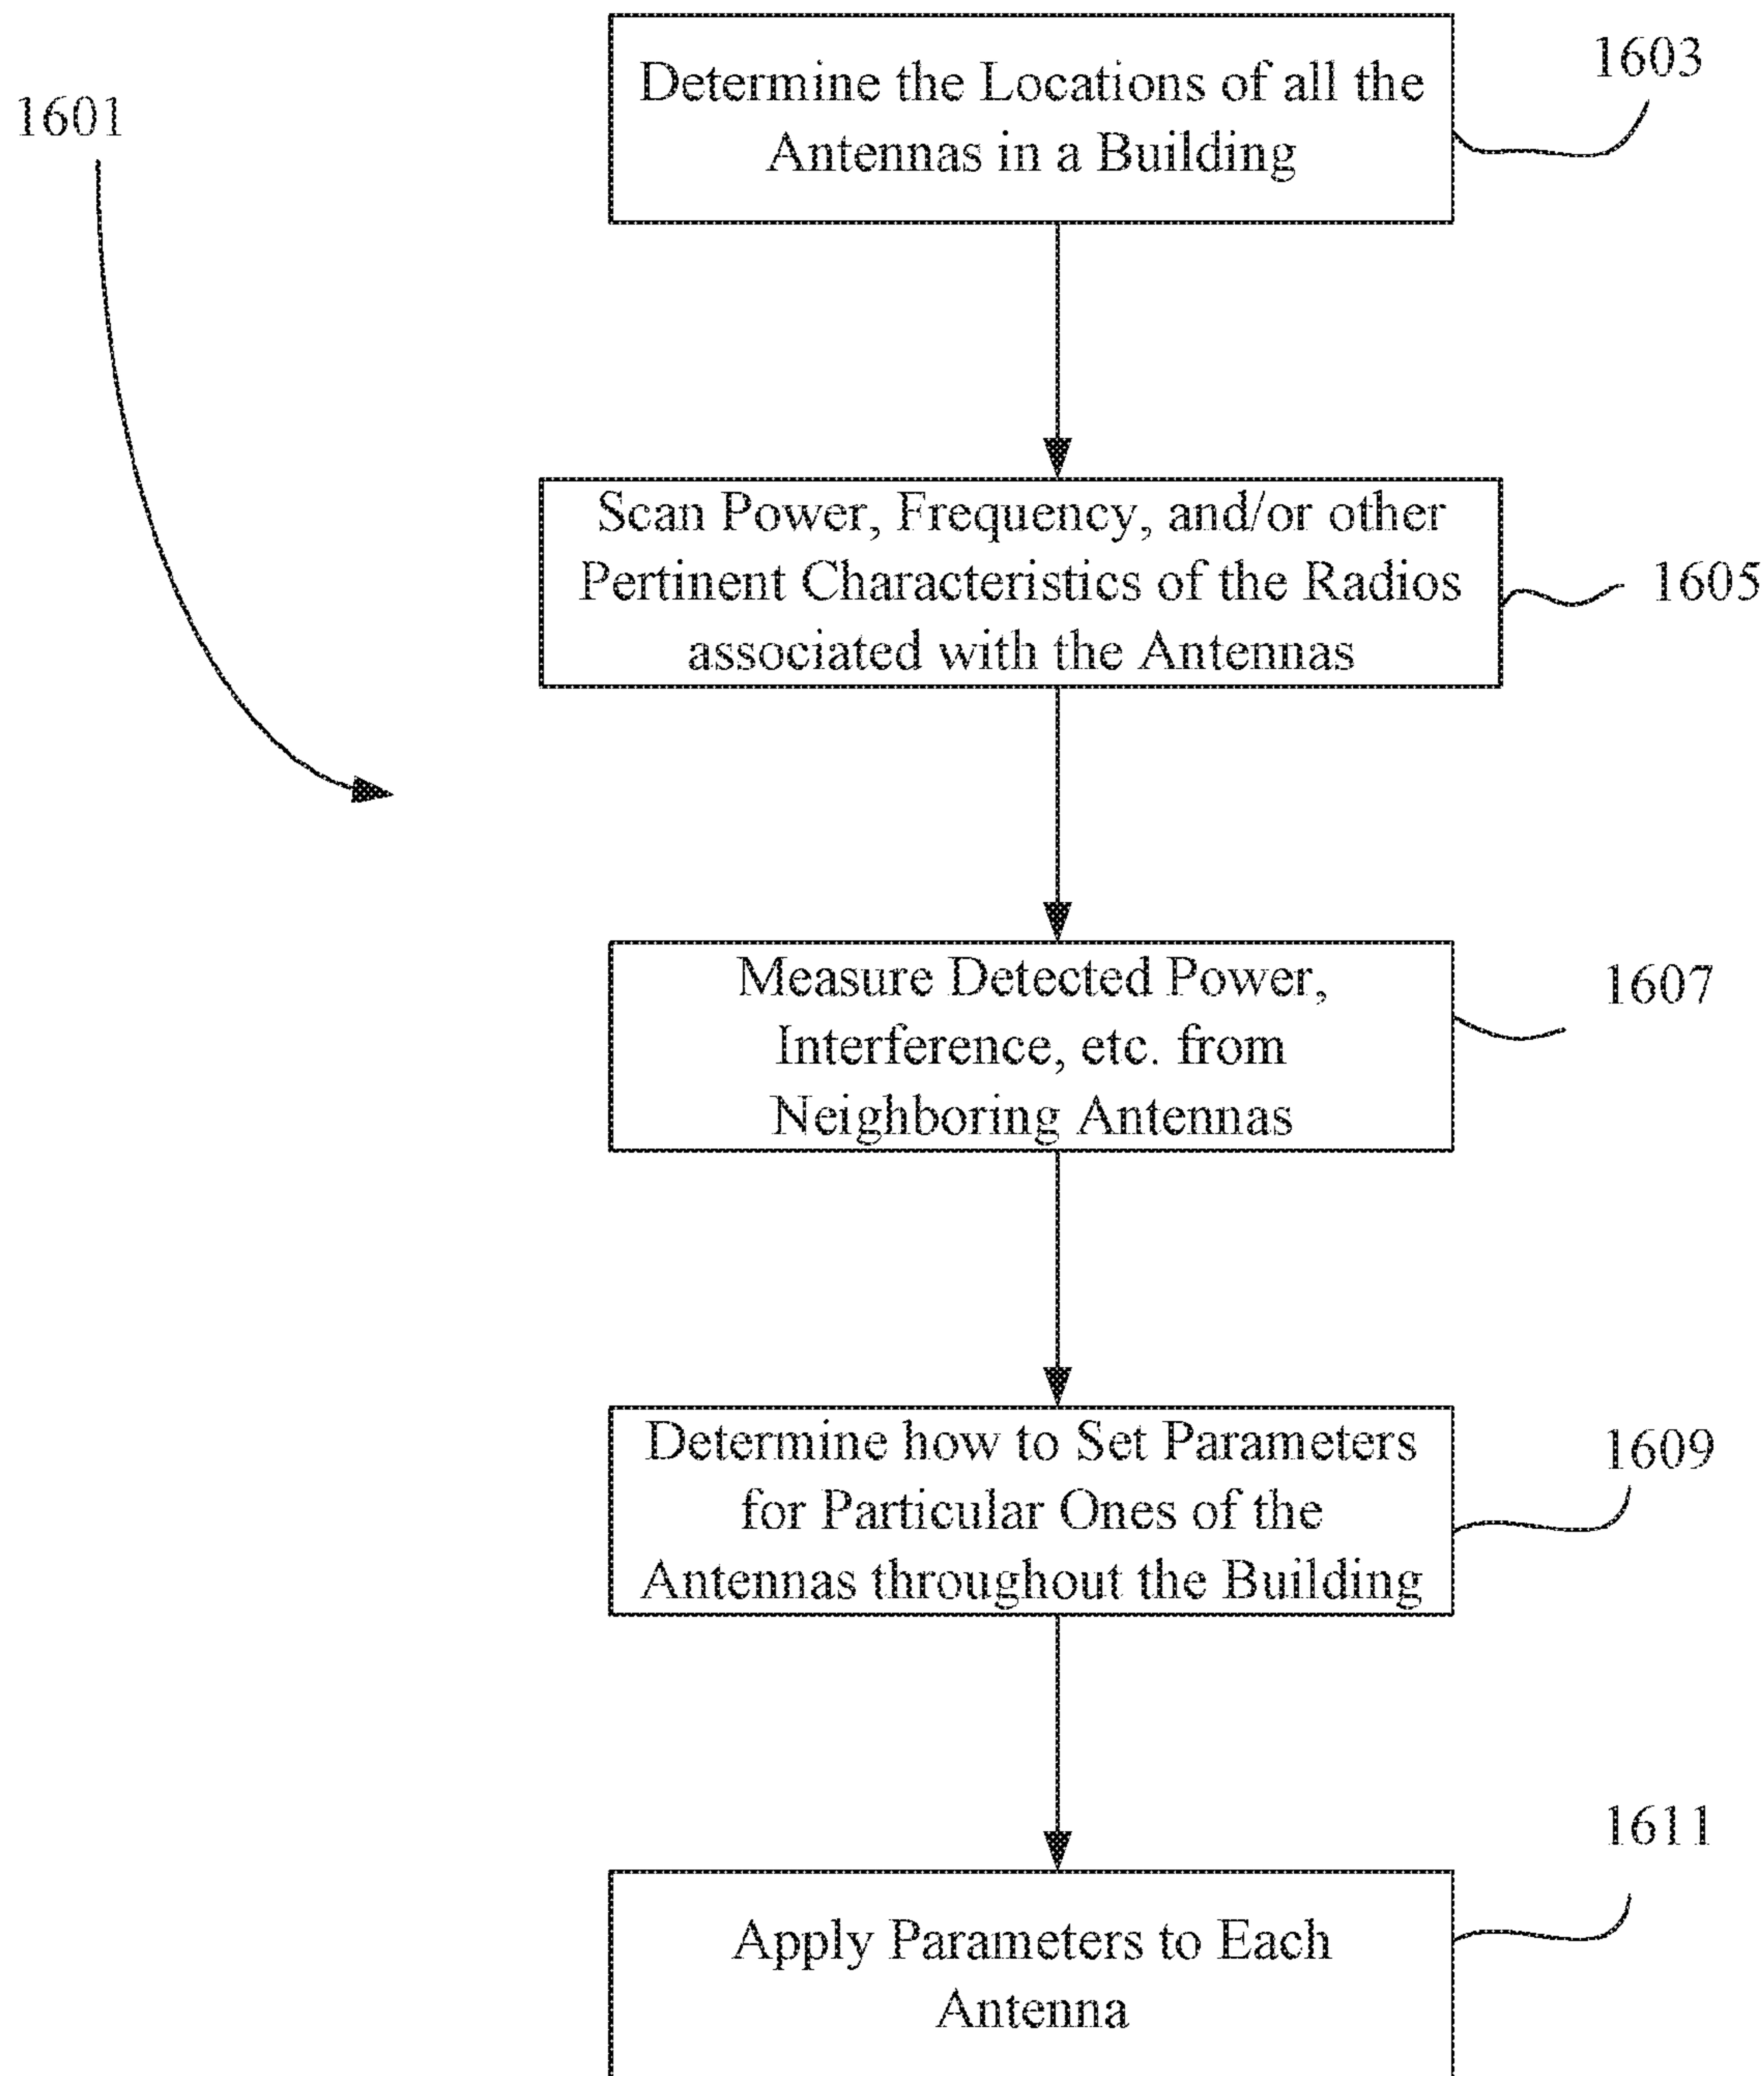 1601
Determine the Locations of all the
Antennas in a Building
1603
Scan Power, Frequency, and/or other
Pertinent Characteristics of the Radios
associated with the Antennas
1605
Measure Detected Power,
Interference, etc. from
Neighboring Antennas
1607
Determine how to Set Parameters
for Particular Ones of the
Antennas throughout the Building
1609
Apply Parameters to Each
Antenna
1611